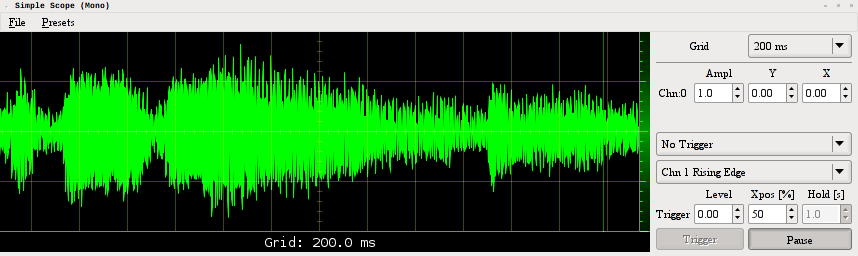 Simple Scope (Mono)
File Presets
Grid 200 ms
Ampl Y X
Chn:0 1.0 0.00 0.00
No Trigger
Chn 1 Rising Edge
Level Xpos [%] Hold [s]
Trigger 0.00 50 1.0
Trigger Pause
Grid: 200.0 ms